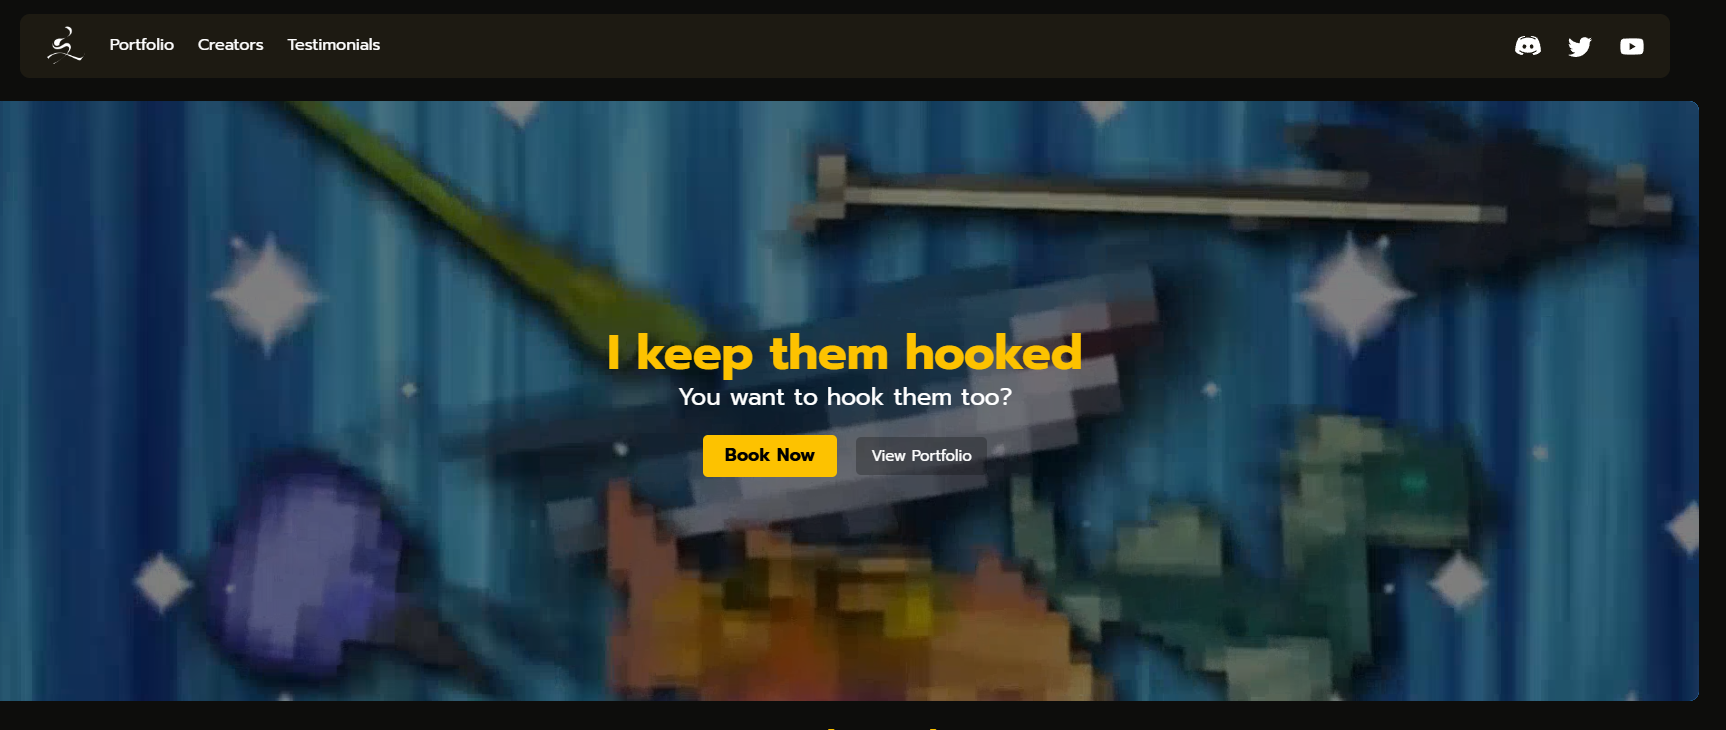 Portfolio Creators Testimonials
I keep them hooked
You want to hook them too?
Book Now View Portfolio